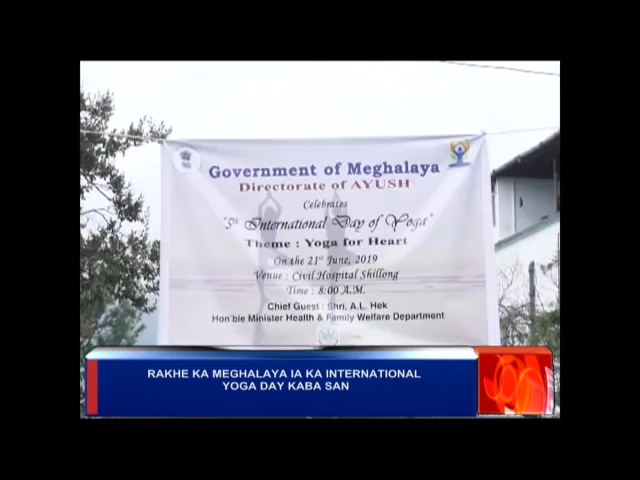 Government of Meghalaya
Directorate of AYUSH
Celebrates
"5th International Day of Yoga"
Theme : Yoga for Heart
On the 21st June, 2019
Venue : Civil Hospital Shillong
Time : 8:00 A.M.
Chief Guest : Shri. A.L. Hek
Hon'ble Minister Health & Family Welfare Department
RAKHE KA MEGHALAYA IA KA INTERNATIONAL
YOGA DAY KABA SAN